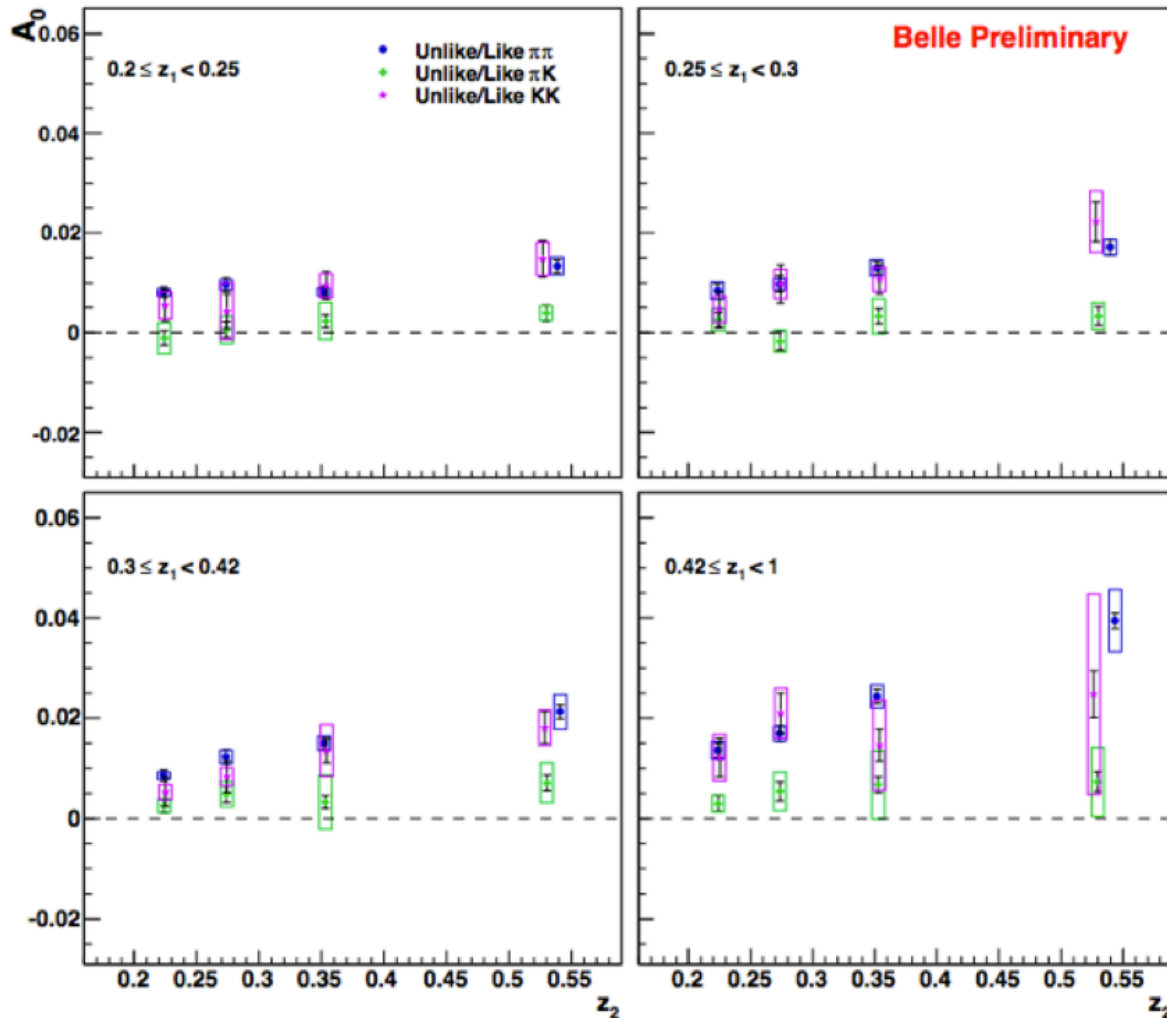 A0
0.06
0.04
0.02
0
-0.02
0.2 ≤ z1 < 0.25
Unlike/Like ππ
Unlike/Like πK
Unlike/Like KK
Belle Preliminary
0.25 ≤ z1 < 0.3
0.06
0.04
0.02
0
-0.02
0.3 ≤ z1 < 0.42
0.42 ≤ z1 < 1
0.2 0.25 0.3 0.35 0.4 0.45 0.5 0.55
z2
0.2 0.25 0.3 0.35 0.4 0.45 0.5 0.55
z2